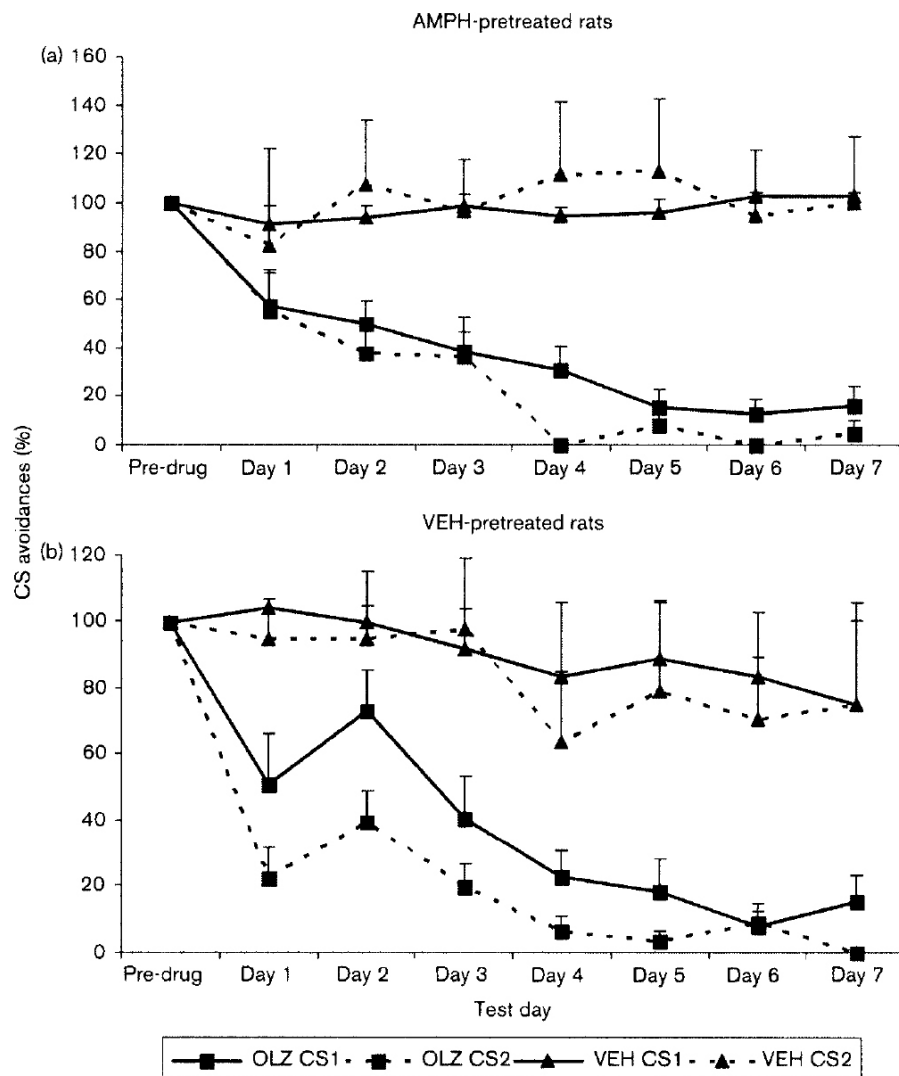 AMPH-pretreated rats
(a) 160
140
120
100
80
60
40
20
0
Pre-drug Day 1 Day 2 Day 3 Day 4 Day 5 Day 6 Day 7
CS avoidances (%)
VEH-pretreated rats
(b) 120
100
80
60
40
20
0
Pre-drug Day 1 Day 2 Day 3 Day 4 Day 5 Day 6 Day 7
Test day
OLZ CS1 OLZ CS2 VEH CS1 VEH CS2